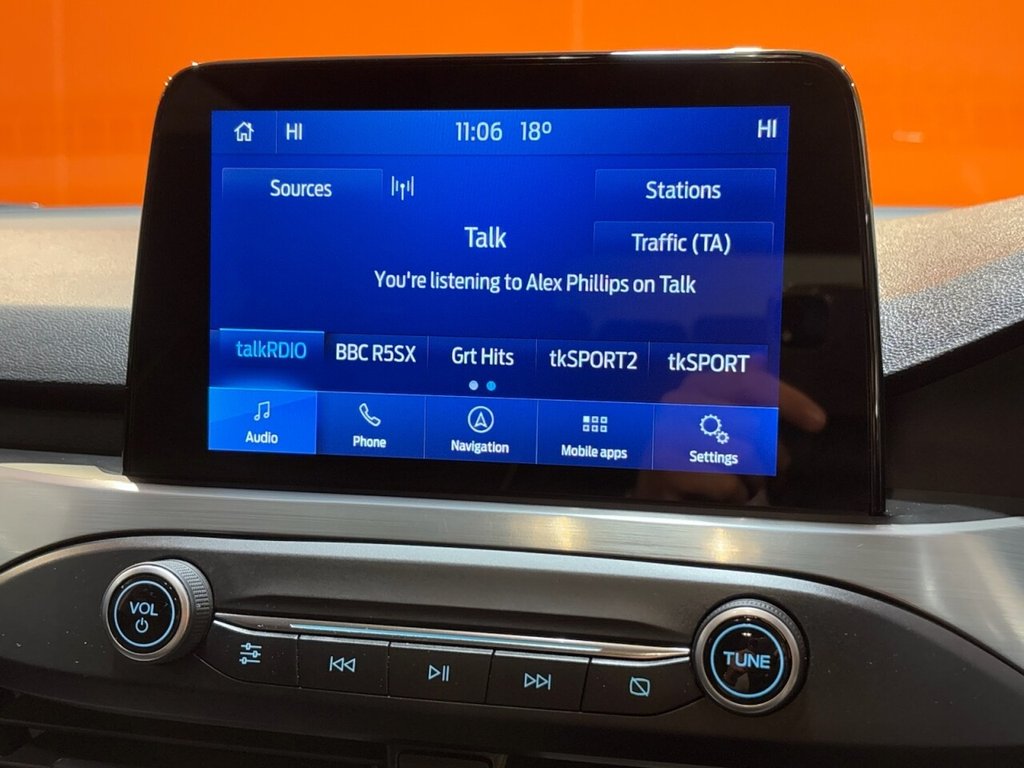 HI 11:06 18° HI
Sources Stations
Talk Traffic (TA)
You're listening to Alex Phillips on Talk
talkRDIO BBC R5SX Grt Hits tkSPORT2 tkSPORT
Audio Phone Navigation Mobile apps Settings
VOL TUNE